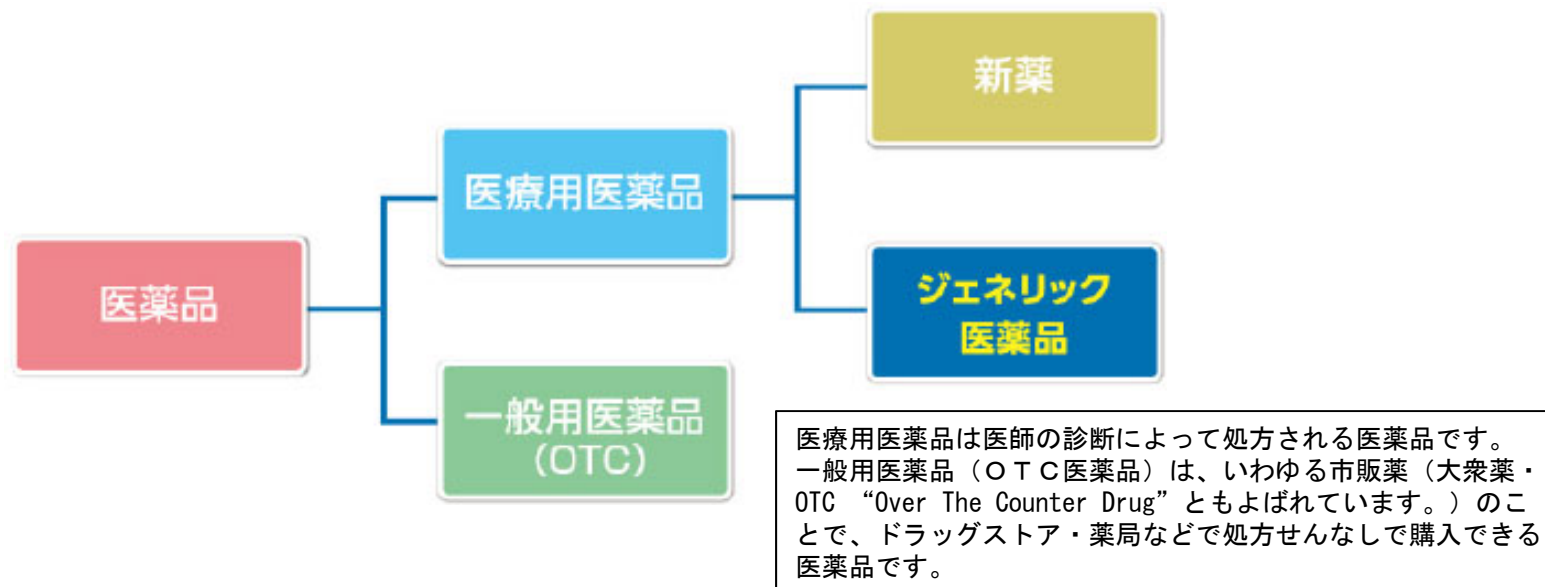 新薬
医療用医薬品
ジェネリック
医薬品
医薬品
一般用医薬品
(OTC)
医療用医薬品は医師の診断によって処方される医薬品です。
一般用医薬品（ＯＴＣ医薬品）は、いわゆる市販薬（大衆薬・
OTC “Over The Counter Drug”ともよばれています。）のこ
とで、ドラッグストア・薬局などで処方せんなしで購入できる
医薬品です。